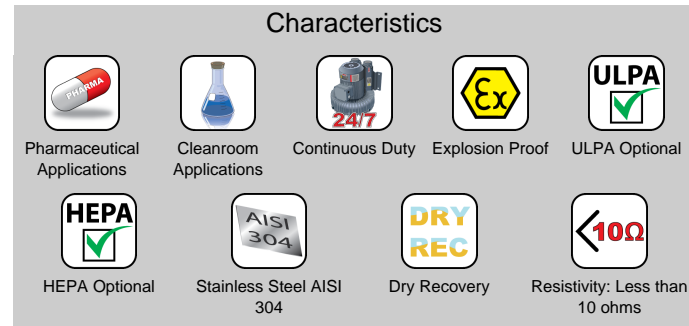 Characteristics
PHARMA
24/7
Ex
ULPA
Pharmaceutical
Applications
Cleanroom
Applications
Continuous Duty
Explosion Proof
ULPA Optional
HEPA
AISI
304
DRY
REC
<10Ω
HEPA Optional
Stainless Steel AISI
304
Dry Recovery
Resistivity: Less than
10 ohms